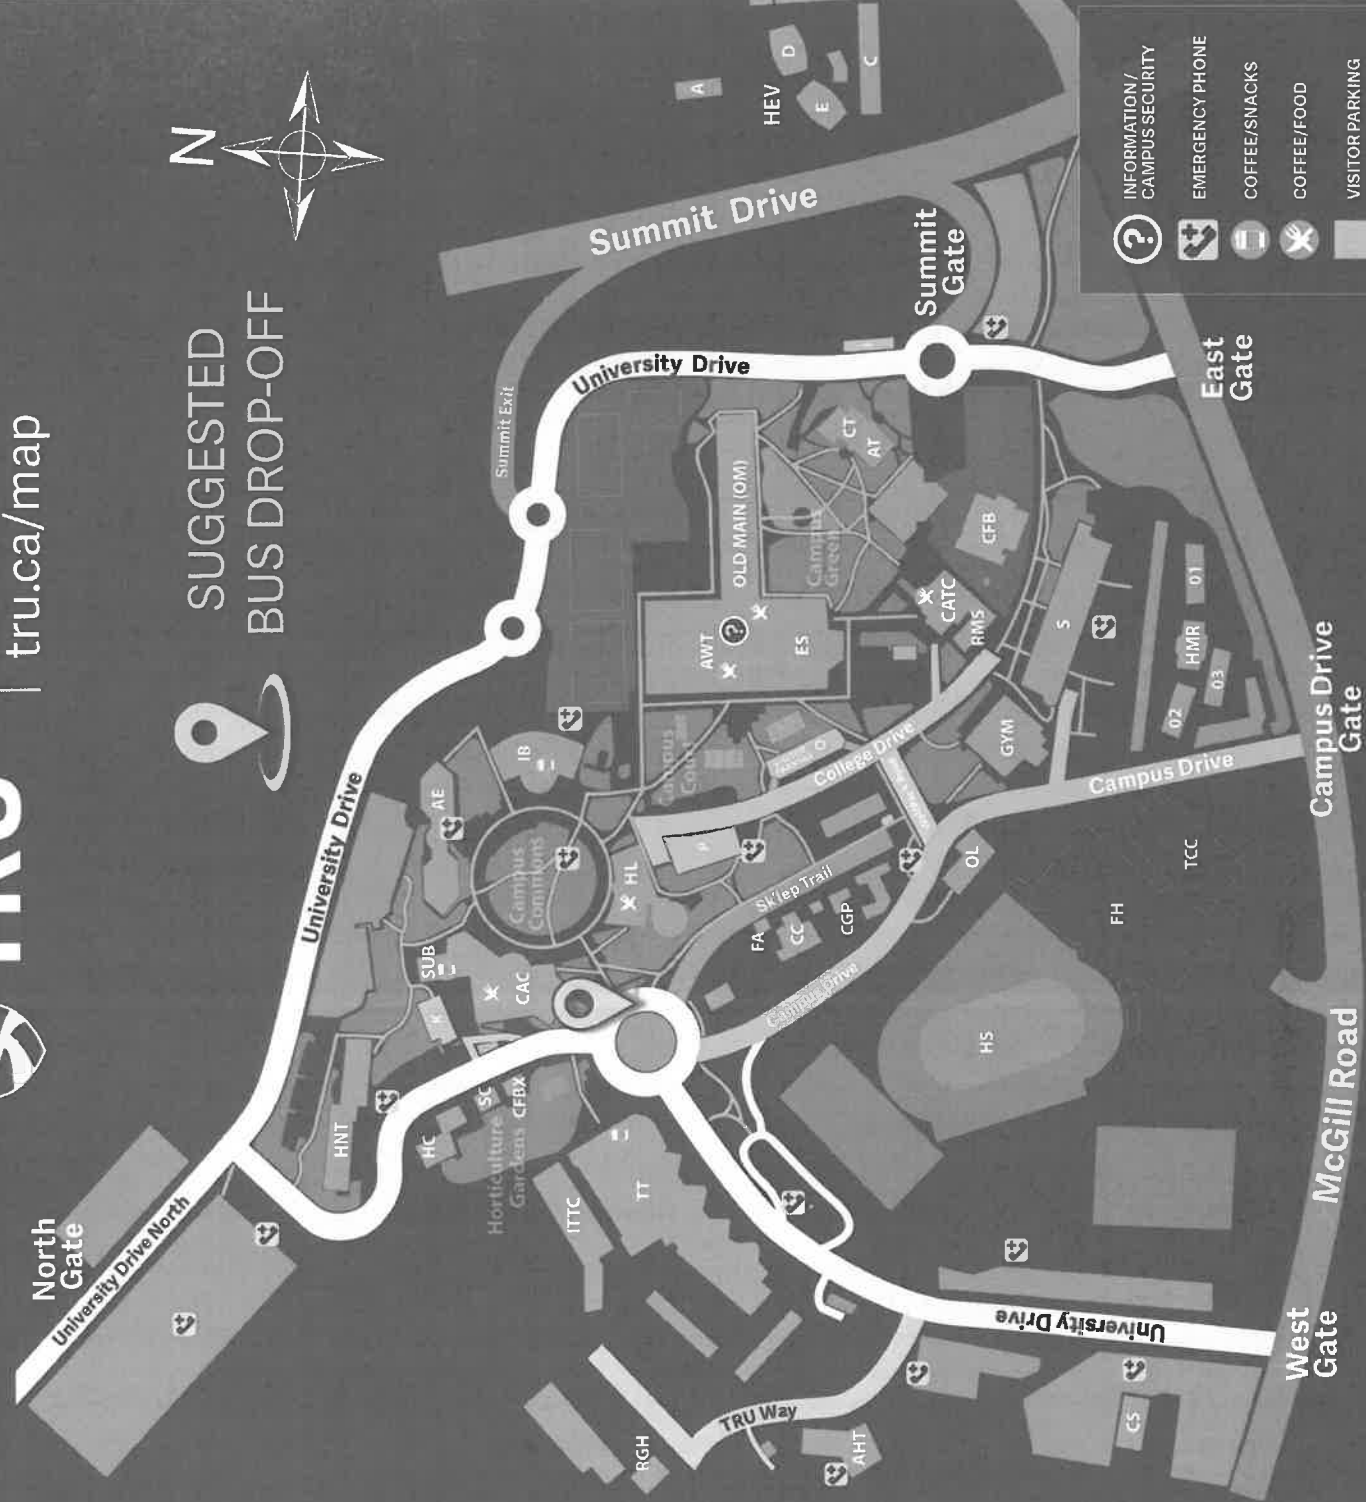 TRU
tru.ca/map
SUGGESTED
BUS DROP-OFF
N
North
Gate
University Drive North
University Drive
Summit Exit
University Drive
Summit Drive
A
HEV
D
E
C
Summit
Gate
East
Gate
INFORMATION/
CAMPUS SECURITY
EMERGENCY PHONE
COFFEE/SNACKS
COFFEE/FOOD
VISITOR PARKING
HNT
HC
SC
CFBX
Horticulture
Gardens
K
SUB
CAC
AE
IB
Campus
Commons
HL
AWT
OLD MAIN (OM)
ES
CT
AT
Campus
Green
CATC
RMS
CFB
S
GYM
College Drive
Campus Drive
Campus Drive
Sk'lep Trail
FA
CC
CGP
OL
HMR
01
02
03
TCC
FH
HS
ITTC
TT
University Drive
TRU Way
RGH
AHT
CS
West
Gate
McGill Road
Campus Drive
Gate